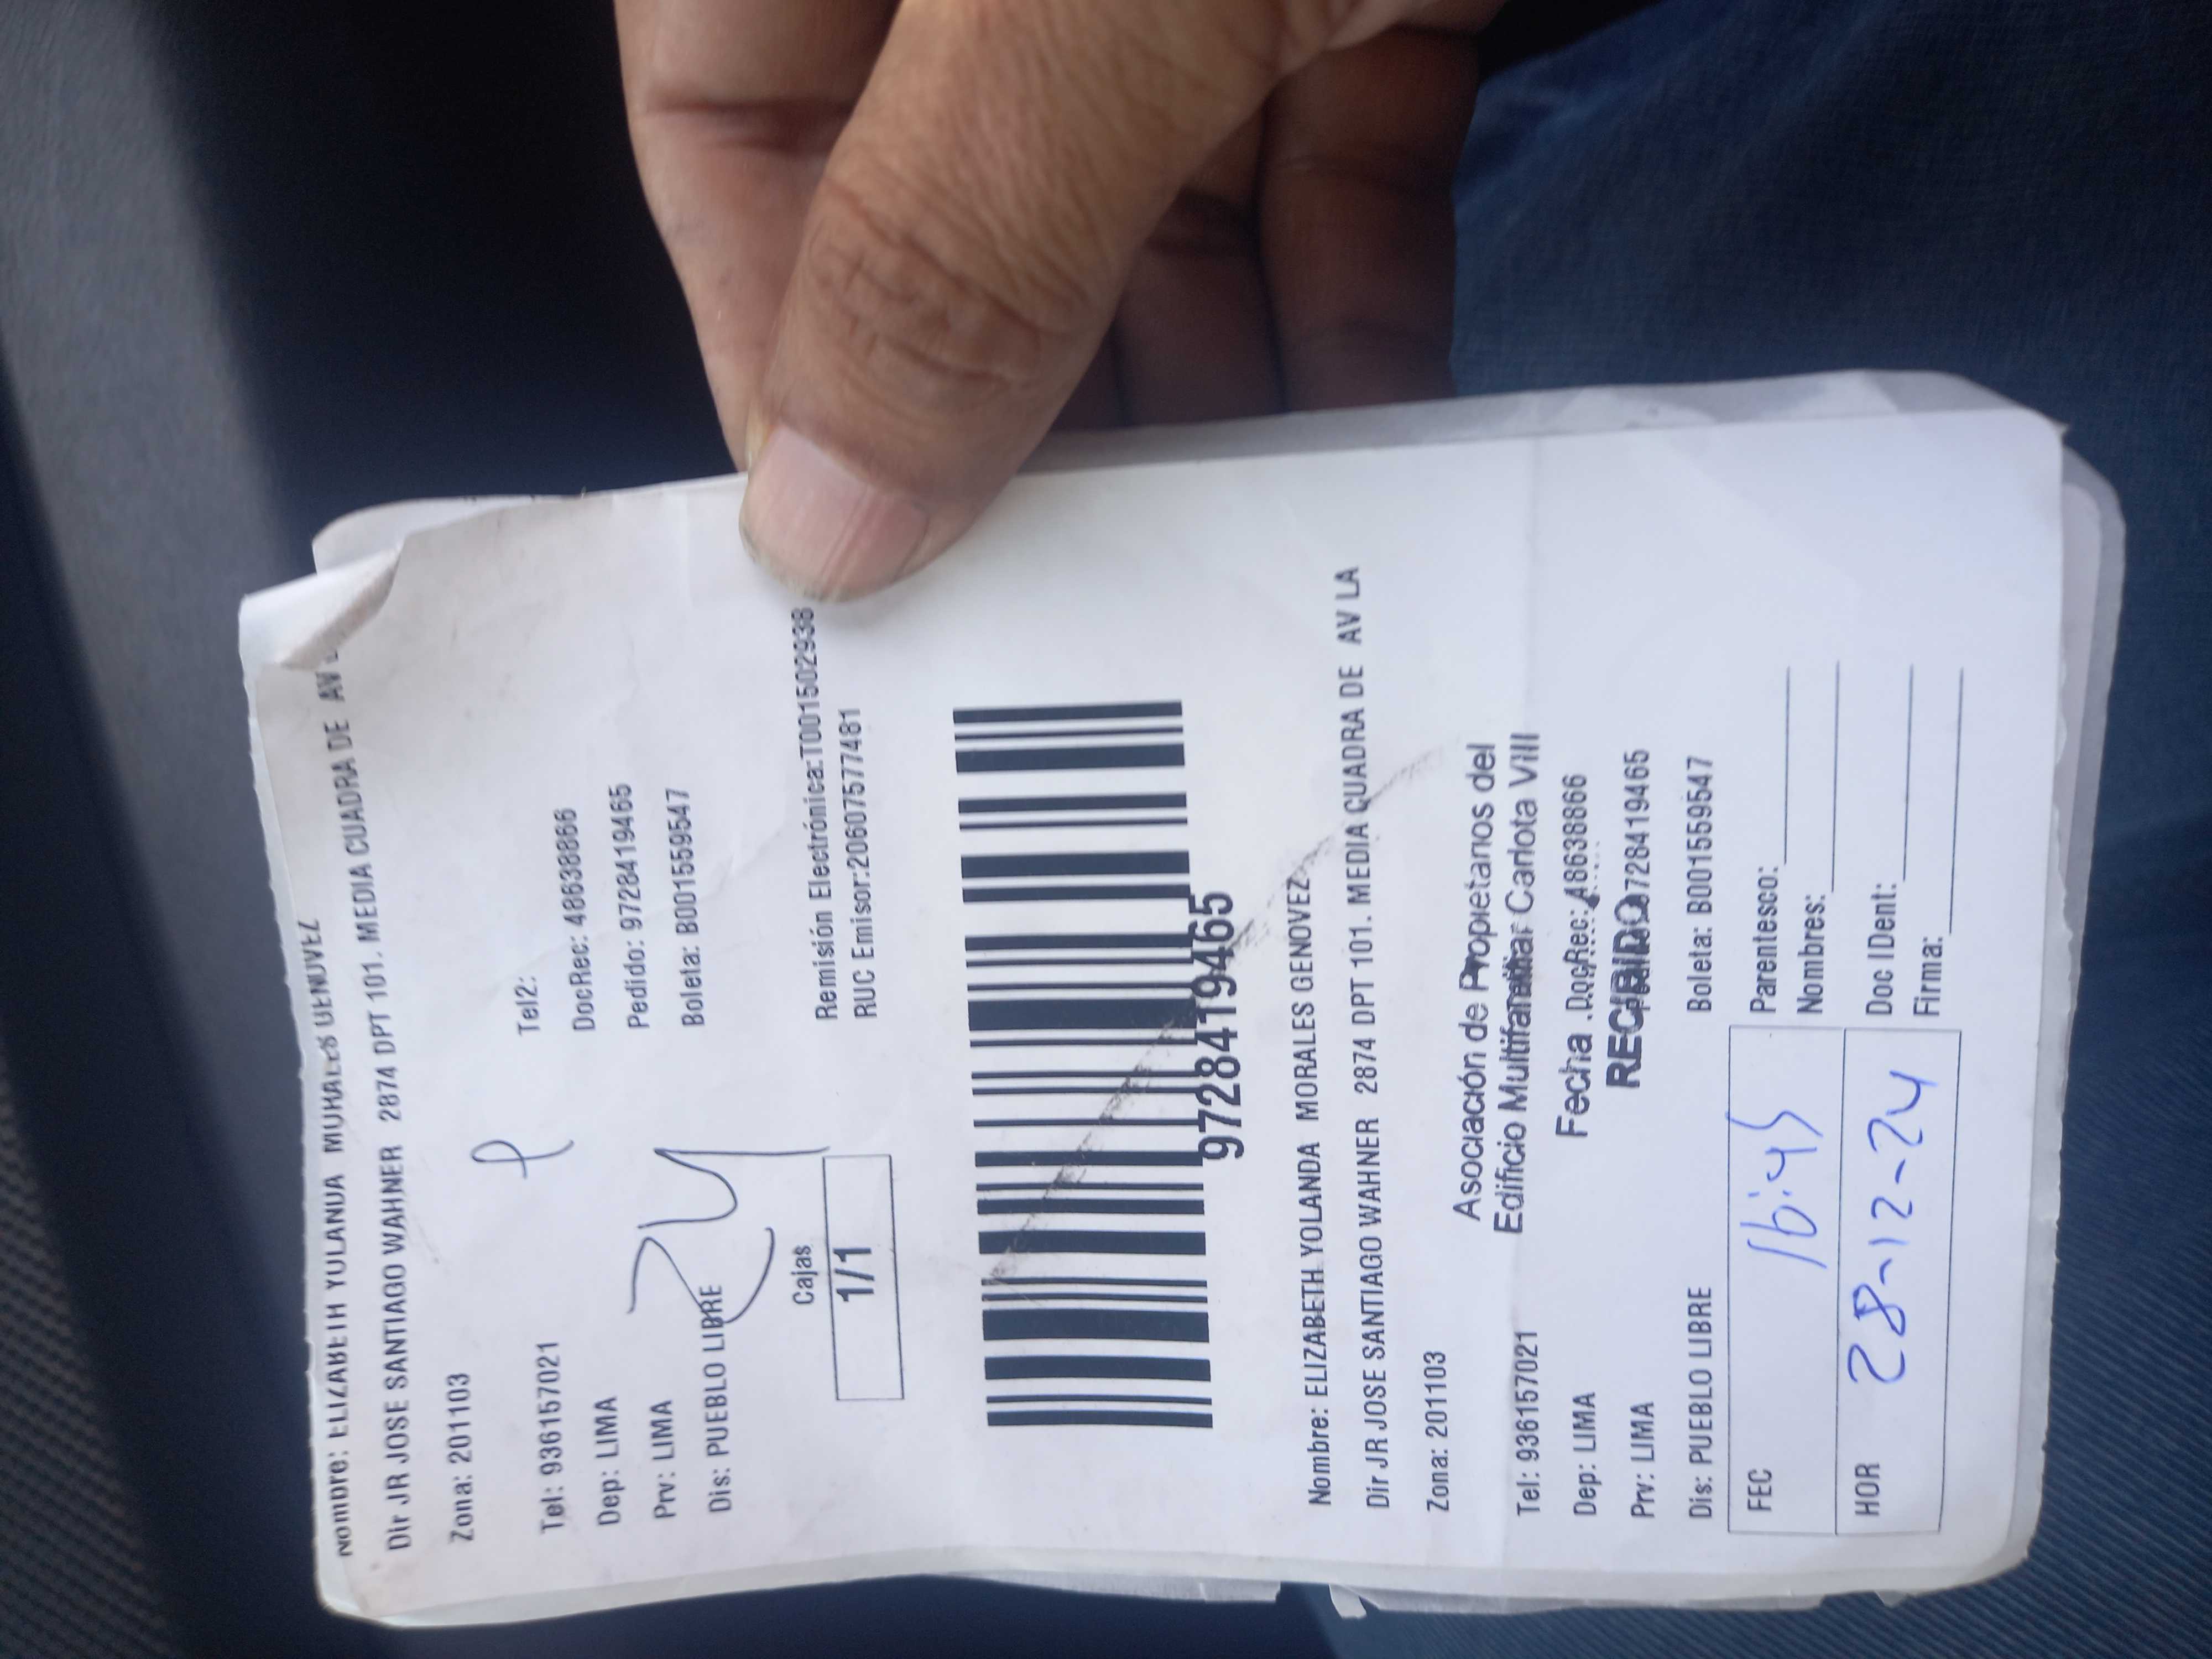 Nombre: ELIZABETH YOLANDA MORALES GENOVEZ
Dir JR JOSE SANTIAGO WAHNER 2874 DPT 101. MEDIA CUADRA DE AV
Zona: 201103
Tel: 936157021 Tel2:
Dep: LIMA DocRec: 48638866
Prv: LIMA Pedido: 9728419465
Dis: PUEBLO LIBRE Boleta: B001559547
Cajas
1/1
Remisión Electrónica:T001502938
RUC Emisor:20607577481
9728419465
Nombre: ELIZABETH YOLANDA MORALES GENOVEZ
Dir JR JOSE SANTIAGO WAHNER 2874 DPT 101. MEDIA CUADRA DE AV LA
Zona: 201103
Asociación de Propietarios del
Edificio Multifamiliar Carlota VIII
Tel: 936157021
Fecha
Dep: LIMA DocRec: 48638866
RECIBIDO
Prv: LIMA 9728419465
Dis: PUEBLO LIBRE Boleta: B001559547
FEC 16:45 Parentesco:
Nombres:
HOR 28-12-24 Doc IDent:
Firma: